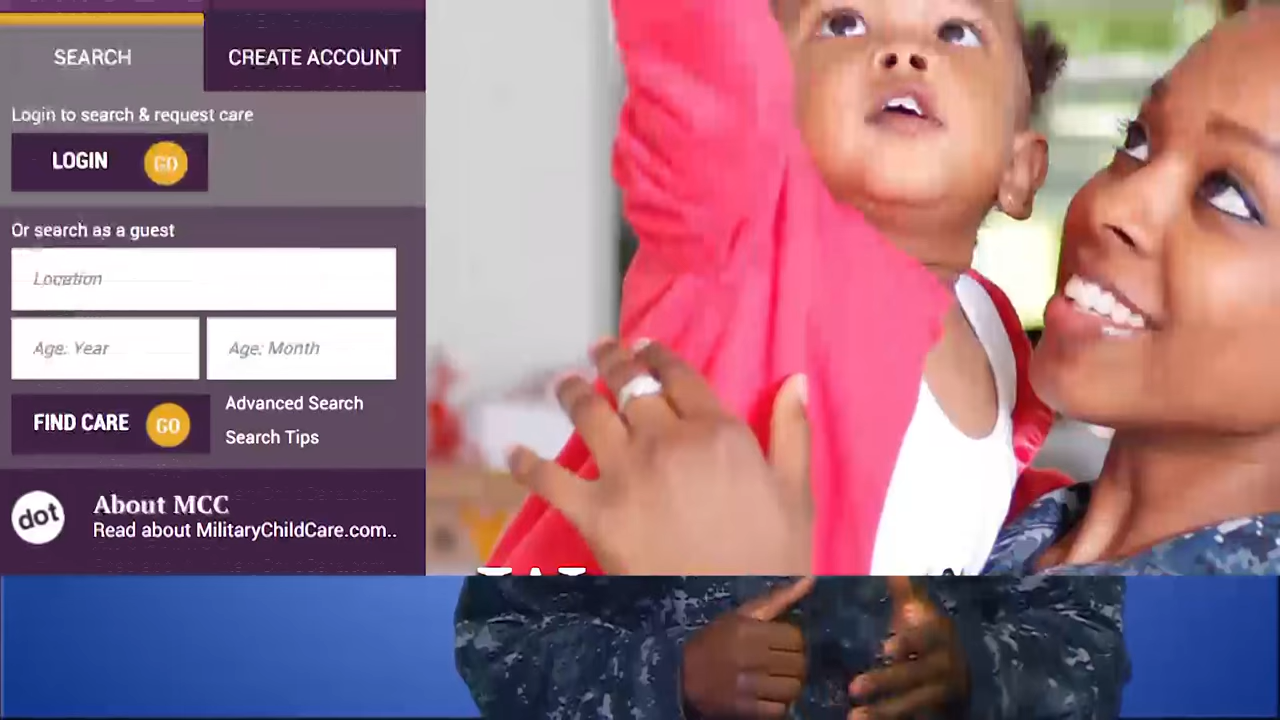 SEARCH
CREATE ACCOUNT
Login to search & request care
LOGIN GO
Or search as a guest
Location
Age: Year
Age: Month
FIND CARE GO
Advanced Search
Search Tips
dot
About MCC
Read about MilitaryChildCare.com..